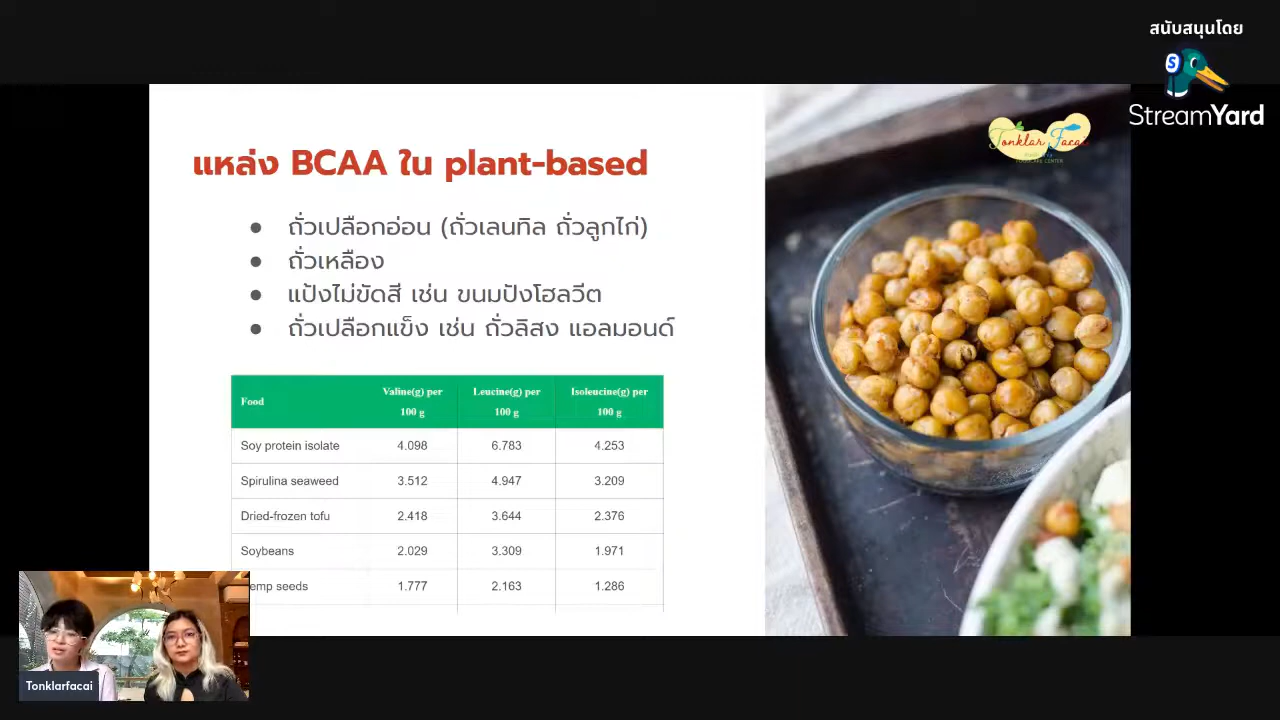 สนับสนุนโดย
StreamYard
Tonklar Facai
แหล่ง BCAA ใน plant-based
● ถั่วเปลือกอ่อน (ถั่วเลนทิล ถั่วลูกไก่)
● ถั่วเหลือง
● แป้งไม่ขัดสี เช่น ขนมปังโฮลวีต
● ถั่วเปลือกแข็ง เช่น ถั่วลิสง แอลมอนด์
Food Valine(g) per 100 g Leucine(g) per 100 g Isoleucine(g) per 100 g
Soy protein isolate 4.098 6.783 4.253
Spirulina seaweed 3.512 4.947 3.209
Dried-frozen tofu 2.418 3.644 2.376
Soybeans 2.029 3.309 1.971
emp seeds 1.777 2.163 1.286
Tonklarfacai